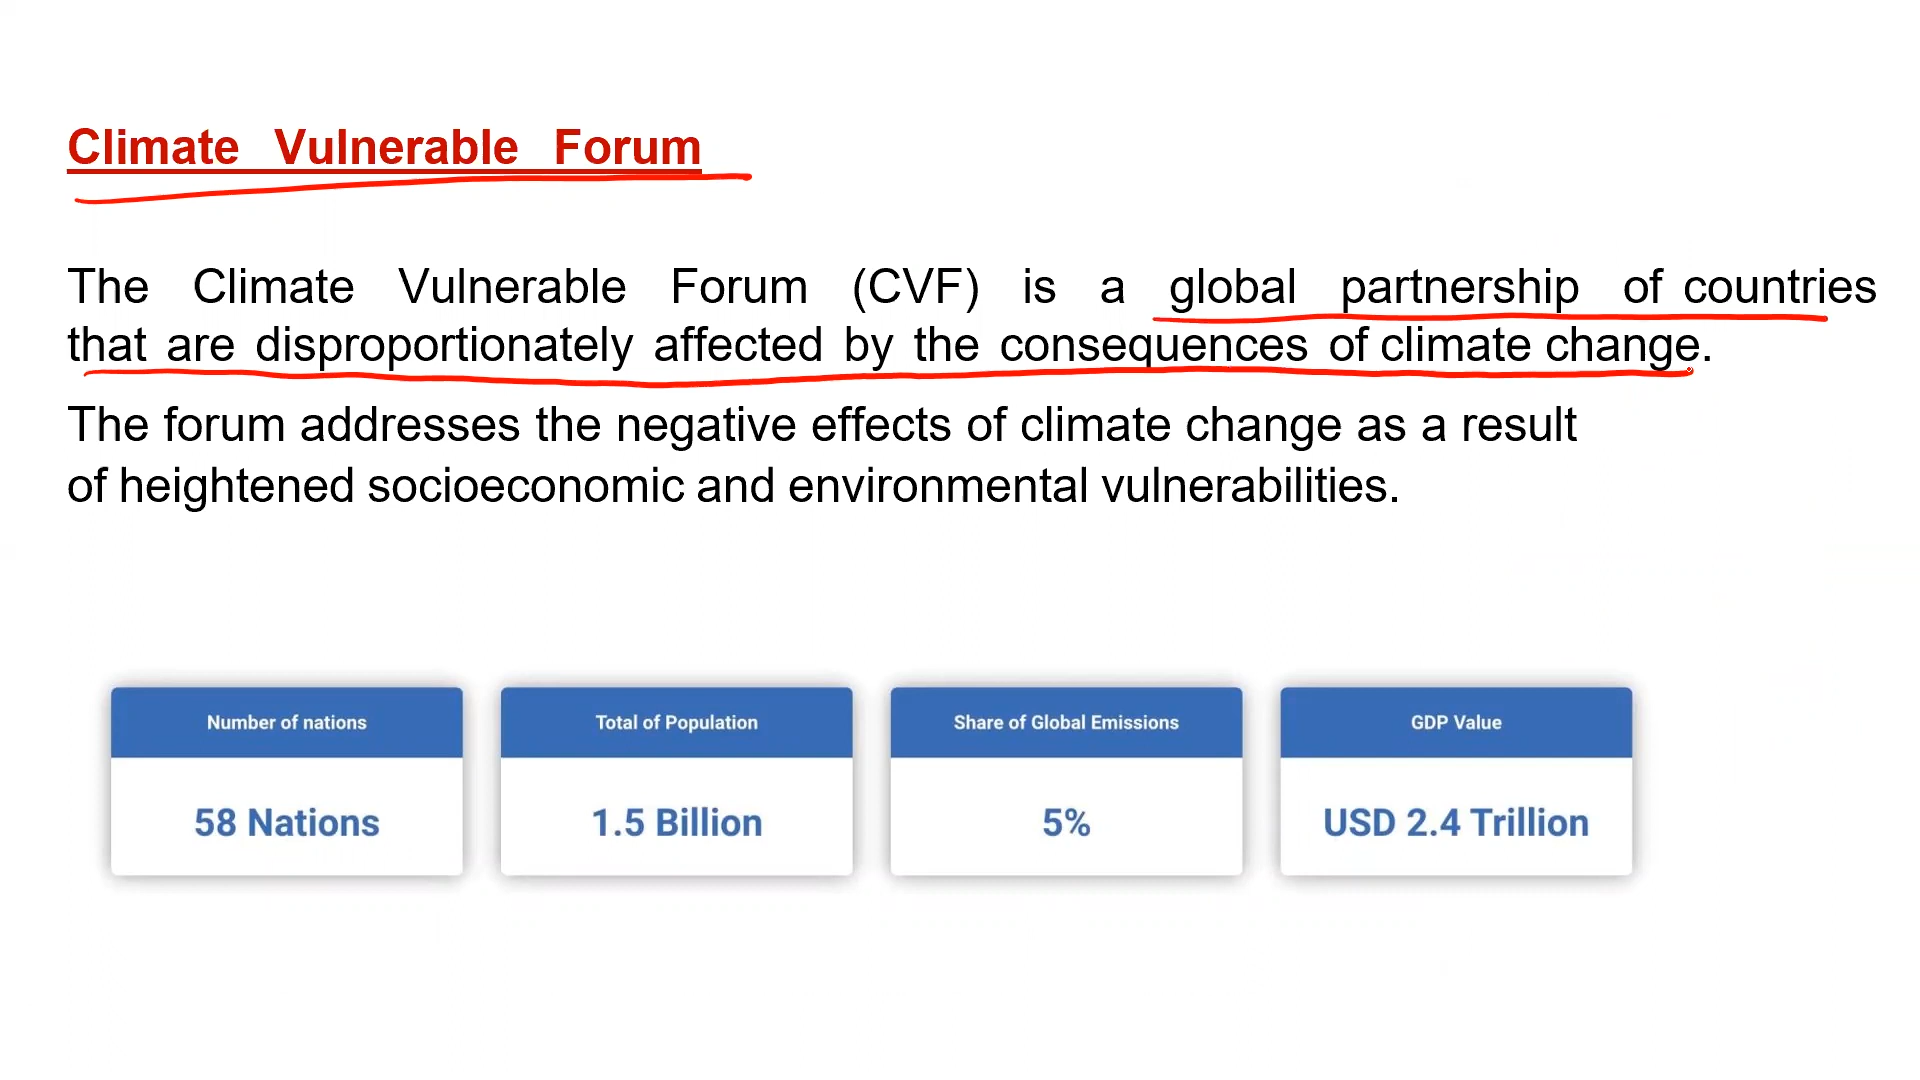 Climate Vulnerable Forum
The Climate Vulnerable Forum (CVF) is a global partnership of countries
that are disproportionately affected by the consequences of climate change.
The forum addresses the negative effects of climate change as a result
of heightened socioeconomic and environmental vulnerabilities.
Number of nations
58 Nations
Total of Population
1.5 Billion
Share of Global Emissions
5%
GDP Value
USD 2.4 Trillion